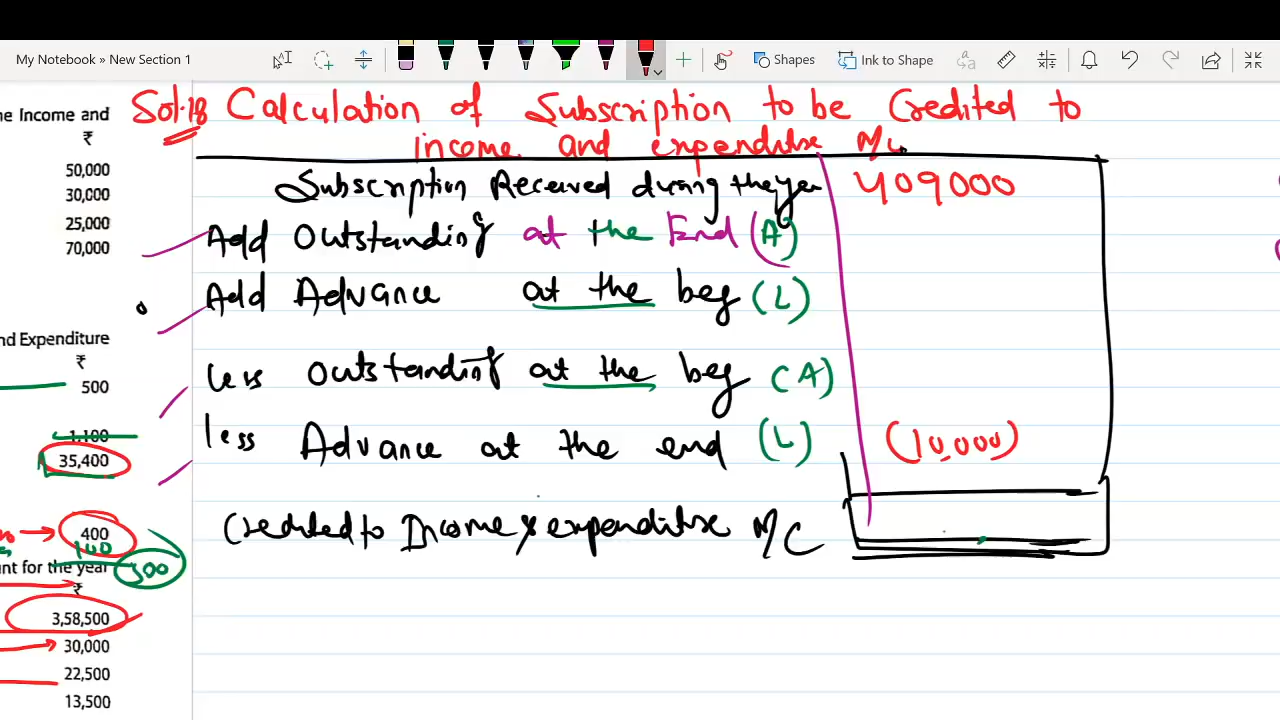 My Notebook » New Section 1
Shapes
Ink to Shape
ne Income and
₹
50,000
30,000
25,000
70,000
nd Expenditure
₹
500
1,100
35,400
400
100
300
unt for the year
₹
3,58,500
30,000
22,500
13,500
Sol:18 Calculation of Subscription to be Credited to
income and expenditure A/c
Subscription Received during the year 409000
Add Outstanding at the End (A)
Add Advance at the beg (L)
less Outstanding at the beg (A)
less Advance at the end (L) (10,000)
Credited to Income & expenditure A/C